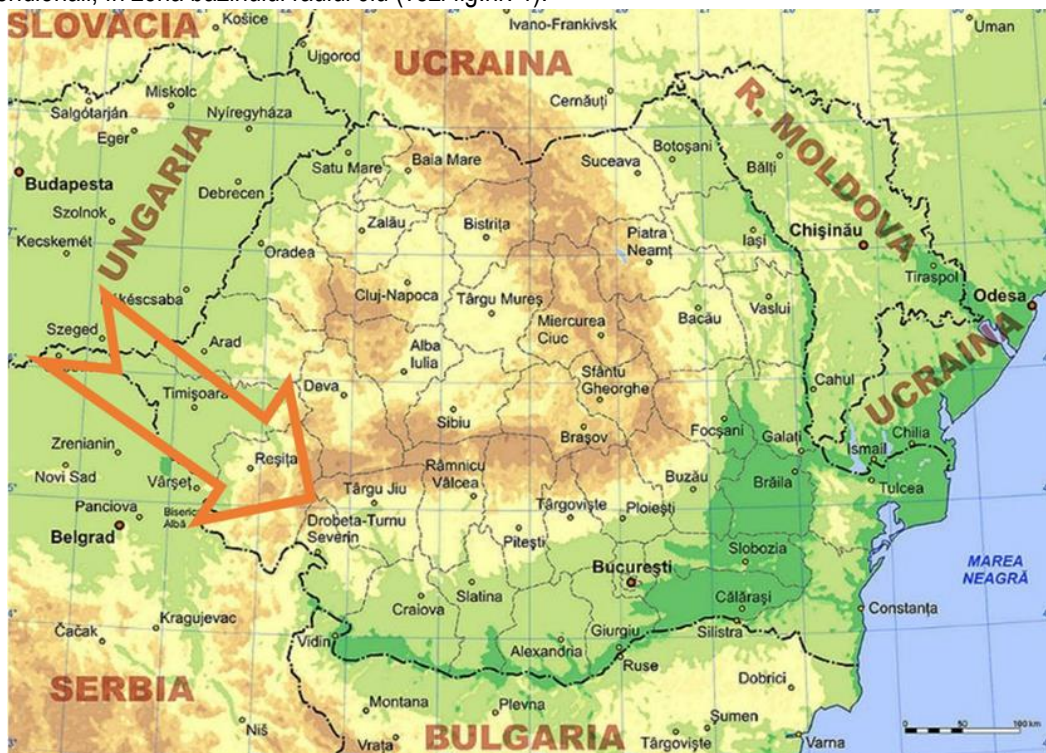 SLOVACIA
Košice
Ivano-Frankivsk
Uman
Ujgorod
UCRAINA
Miskolc
Cernăuți
Salgótarján
Nyíregyháza
R. MOLDOVA
Eger
Botoșani
Satu Mare
Baia Mare
Suceava
Bălți
Budapesta
UNGARIA
Debrecen
Szolnok
Zalău
Bistrița
Piatra
Neamț
Iași
Chișinău
Kecskemét
Oradea
Tiraspol
Cluj-Napoca
Târgu Mureș
Odesa
Bacău
Vaslui
Miercurea
Ciuc
Szeged
Arad
Alba
Iulia
UCRAINA
Cahul
Deva
Sfântu
Gheorghe
Timișoara
Sibiu
Brașov
Focșani
Galați
Chilia
Ismail
Zrenianin
Reșița
Râmnicu
Vâlcea
Novi Sad
Vârșeț
Târgu Jiu
Buzău
Brăila
Tulcea
Panciova
Biseric
Albă
Târgoviște
Ploiești
Belgrad
Drobeta-Turnu
Severin
Pitești
Slobozia
MAREA
NEAGRĂ
București
Craiova
Slatina
Călărași
Constanța
Kragujevac
Čačak
Vidin
Giurgiu
Silistra
Alexandria
Ruse
SERBIA
Dobrici
Montana
Plevna
Șumen
Niš
Vrața
BULGARIA
Târgoviște
Varna
0 50 100 km